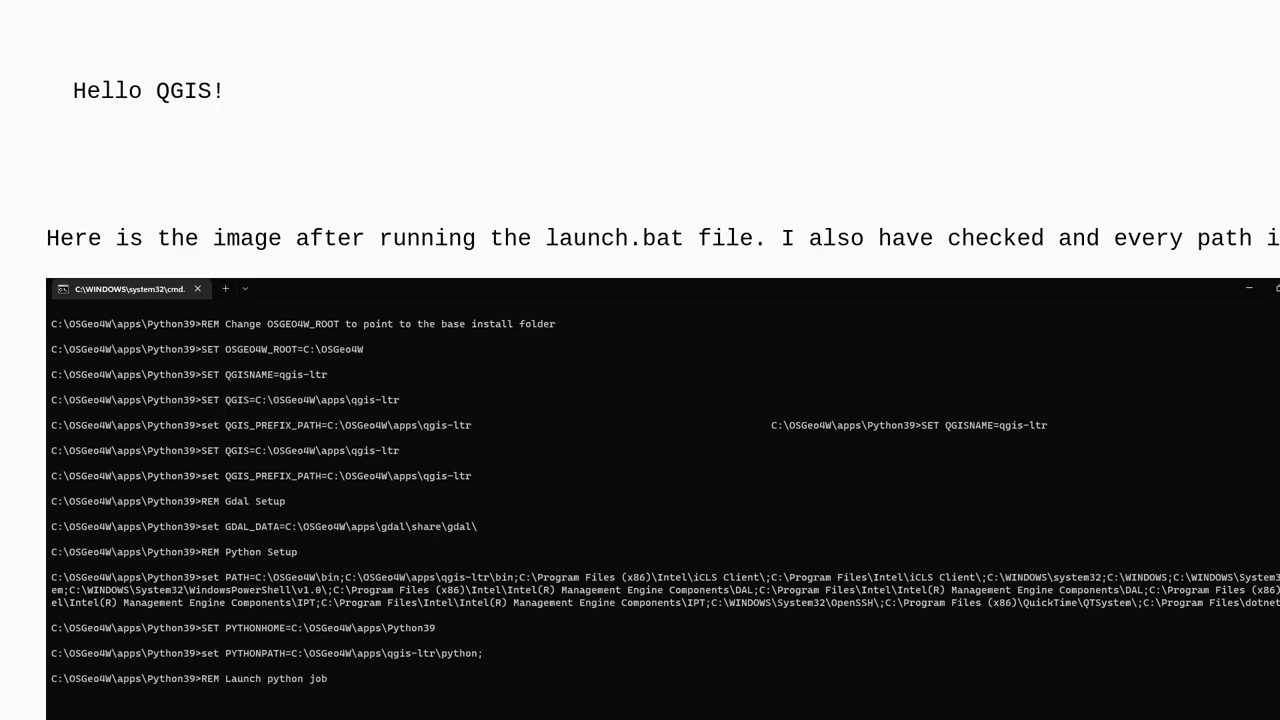 Hello QGIS!
Here is the image after running the launch.bat file. I also have checked and every path i
C:\WINDOWS\system32\cmd.
C:\OSGeo4W\apps\Python39>REM Change OSGEO4W_ROOT to point to the base install folder
C:\OSGeo4W\apps\Python39>SET OSGEO4W_ROOT=C:\OSGeo4W
C:\OSGeo4W\apps\Python39>SET QGISNAME=qgis-ltr
C:\OSGeo4W\apps\Python39>SET QGIS=C:\OSGeo4W\apps\qgis-ltr
C:\OSGeo4W\apps\Python39>set QGIS_PREFIX_PATH=C:\OSGeo4W\apps\qgis-ltr C:\OSGeo4W\apps\Python39>SET QGISNAME=qgis-ltr
C:\OSGeo4W\apps\Python39>SET QGIS=C:\OSGeo4W\apps\qgis-ltr
C:\OSGeo4W\apps\Python39>set QGIS_PREFIX_PATH=C:\OSGeo4W\apps\qgis-ltr
C:\OSGeo4W\apps\Python39>REM Gdal Setup
C:\OSGeo4W\apps\Python39>set GDAL_DATA=C:\OSGeo4W\apps\gdal\share\gdal\
C:\OSGeo4W\apps\Python39>REM Python Setup
C:\OSGeo4W\apps\Python39>set PATH=C:\OSGeo4W\bin;C:\OSGeo4W\apps\qgis-ltr\bin;C:\Program Files (x86)\Intel\iCLS Client\;C:\Program Files\Intel\iCLS Client\;C:\WINDOWS\system32;C:\WINDOWS;C:\WINDOWS\System3
em;C:\WINDOWS\System32\WindowsPowerShell\v1.0\;C:\Program Files (x86)\Intel\Intel(R) Management Engine Components\DAL;C:\Program Files\Intel\Intel(R) Management Engine Components\DAL;C:\Program Files (x86)
el\Intel(R) Management Engine Components\IPT;C:\Program Files\Intel\Intel(R) Management Engine Components\IPT;C:\WINDOWS\System32\OpenSSH\;C:\Program Files (x86)\QuickTime\QTSystem\;C:\Program Files\dotnet
C:\OSGeo4W\apps\Python39>SET PYTHONHOME=C:\OSGeo4W\apps\Python39
C:\OSGeo4W\apps\Python39>set PYTHONPATH=C:\OSGeo4W\apps\qgis-ltr\python;
C:\OSGeo4W\apps\Python39>REM Launch python job